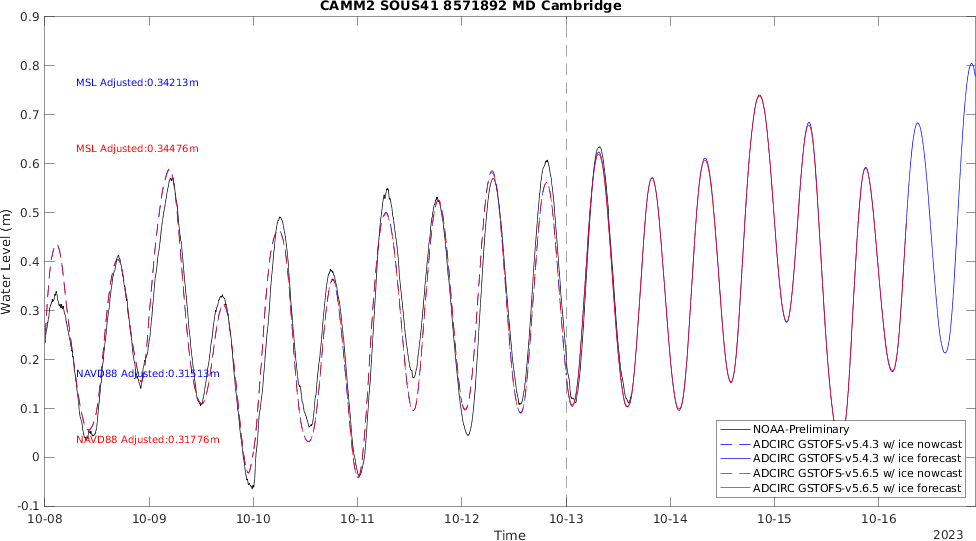 CAMM2 SOUS41 8571892 MD Cambridge
0.9
0.8
0.7
0.6
0.5
0.4
0.3
0.2
0.1
0
-0.1
Water Level (m)
MSL Adjusted:0.34213m
MSL Adjusted:0.34476m
NAVD88 Adjusted:0.31513m
NAVD88 Adjusted:0.31776m
NOAA-Preliminary
ADCIRC GSTOFS-v5.4.3 w/ ice nowcast
ADCIRC GSTOFS-v5.4.3 w/ ice forecast
ADCIRC GSTOFS-v5.6.5 w/ ice nowcast
ADCIRC GSTOFS-v5.6.5 w/ ice forecast
10-08 10-09 10-10 10-11 10-12 10-13 10-14 10-15 10-16
Time
2023